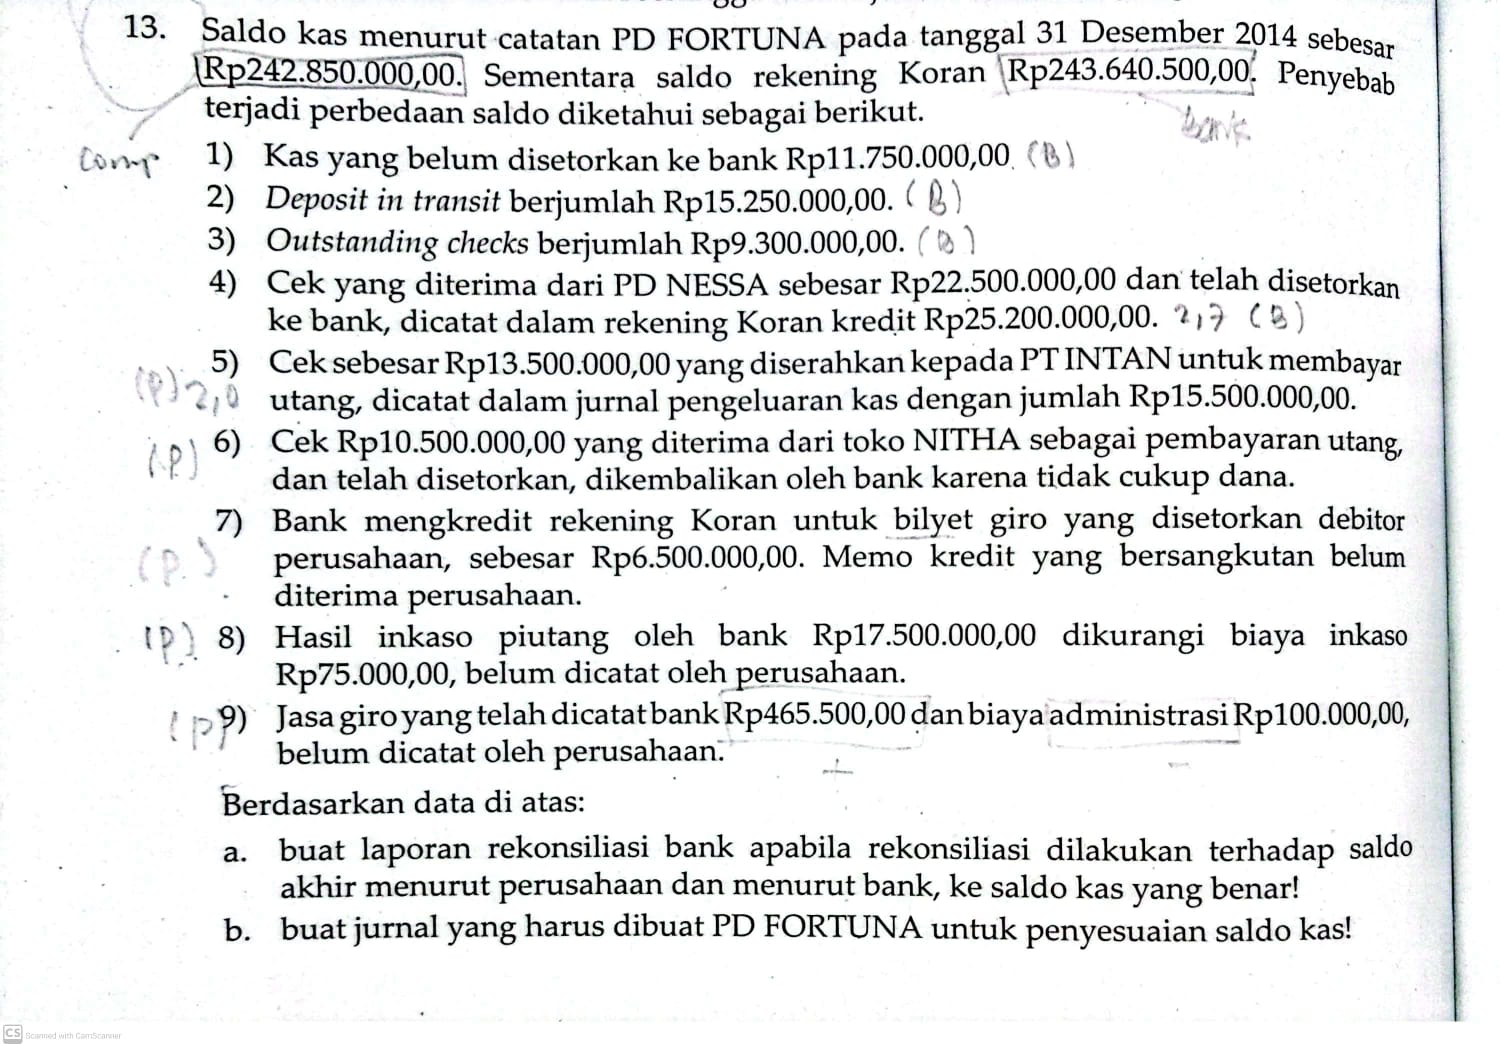 13. Saldo kas menurut catatan PD FORTUNA pada tanggal 31 Desember 2014 sebesar
Rp242.850.000,00. Sementara saldo rekening Koran Rp243.640.500,00. Penyebab
terjadi perbedaan saldo diketahui sebagai berikut.
bank
comp 1) Kas yang belum disetorkan ke bank Rp11.750.000,00. (B)
2) Deposit in transit berjumlah Rp15.250.000,00. (B)
3) Outstanding checks berjumlah Rp9.300.000,00. (B)
4) Cek yang diterima dari PD NESSA sebesar Rp22.500.000,00 dan telah disetorkan
ke bank, dicatat dalam rekening Koran kredit Rp25.200.000,00. 2,7 (B)
5) Cek sebesar Rp13.500.000,00 yang diserahkan kepada PT INTAN untuk membayar
(P) 2,0 utang, dicatat dalam jurnal pengeluaran kas dengan jumlah Rp15.500.000,00.
(P) 6) Cek Rp10.500.000,00 yang diterima dari toko NITHA sebagai pembayaran utang,
dan telah disetorkan, dikembalikan oleh bank karena tidak cukup dana.
7) Bank mengkredit rekening Koran untuk bilyet giro yang disetorkan debitor
(P.) perusahaan, sebesar Rp6.500.000,00. Memo kredit yang bersangkutan belum
diterima perusahaan.
(P) 8) Hasil inkaso piutang oleh bank Rp17.500.000,00 dikurangi biaya inkaso
Rp75.000,00, belum dicatat oleh perusahaan.
(P) 9) Jasa giro yang telah dicatat bank Rp465.500,00 dan biaya administrasi Rp100.000,00,
belum dicatat oleh perusahaan.
+ -
Berdasarkan data di atas:
a. buat laporan rekonsiliasi bank apabila rekonsiliasi dilakukan terhadap saldo
akhir menurut perusahaan dan menurut bank, ke saldo kas yang benar!
b. buat jurnal yang harus dibuat PD FORTUNA untuk penyesuaian saldo kas!
CS Scanned with CamScanner